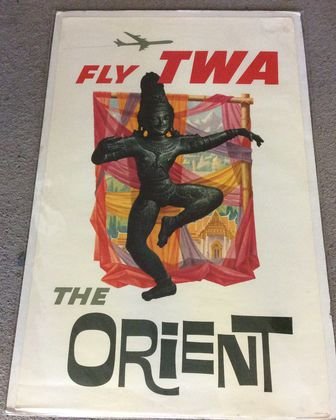 FLY TWA
THE
ORiENT